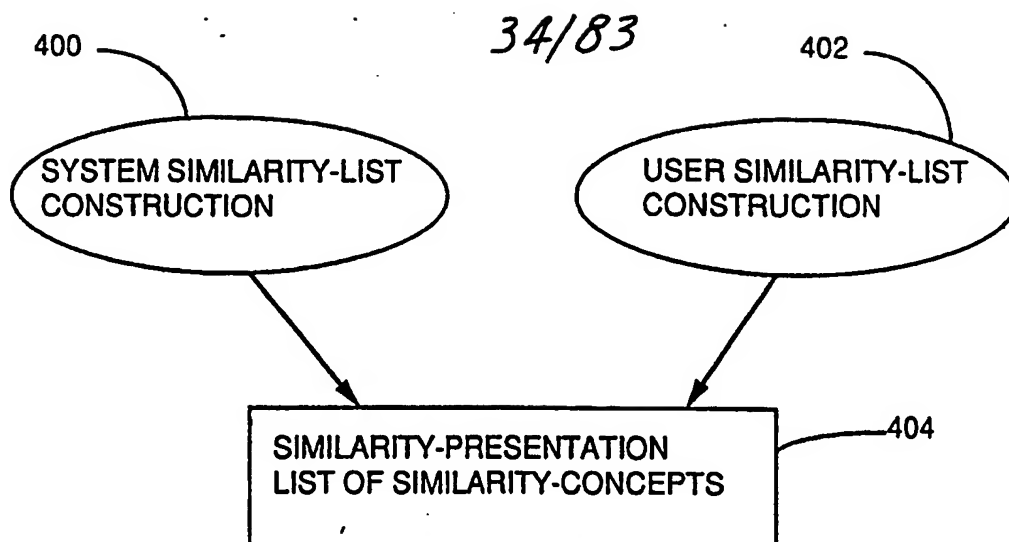 34/83
400
402
SYSTEM SIMILARITY-LIST
CONSTRUCTION
USER SIMILARITY-LIST
CONSTRUCTION
404
SIMILARITY-PRESENTATION
LIST OF SIMILARITY-CONCEPTS